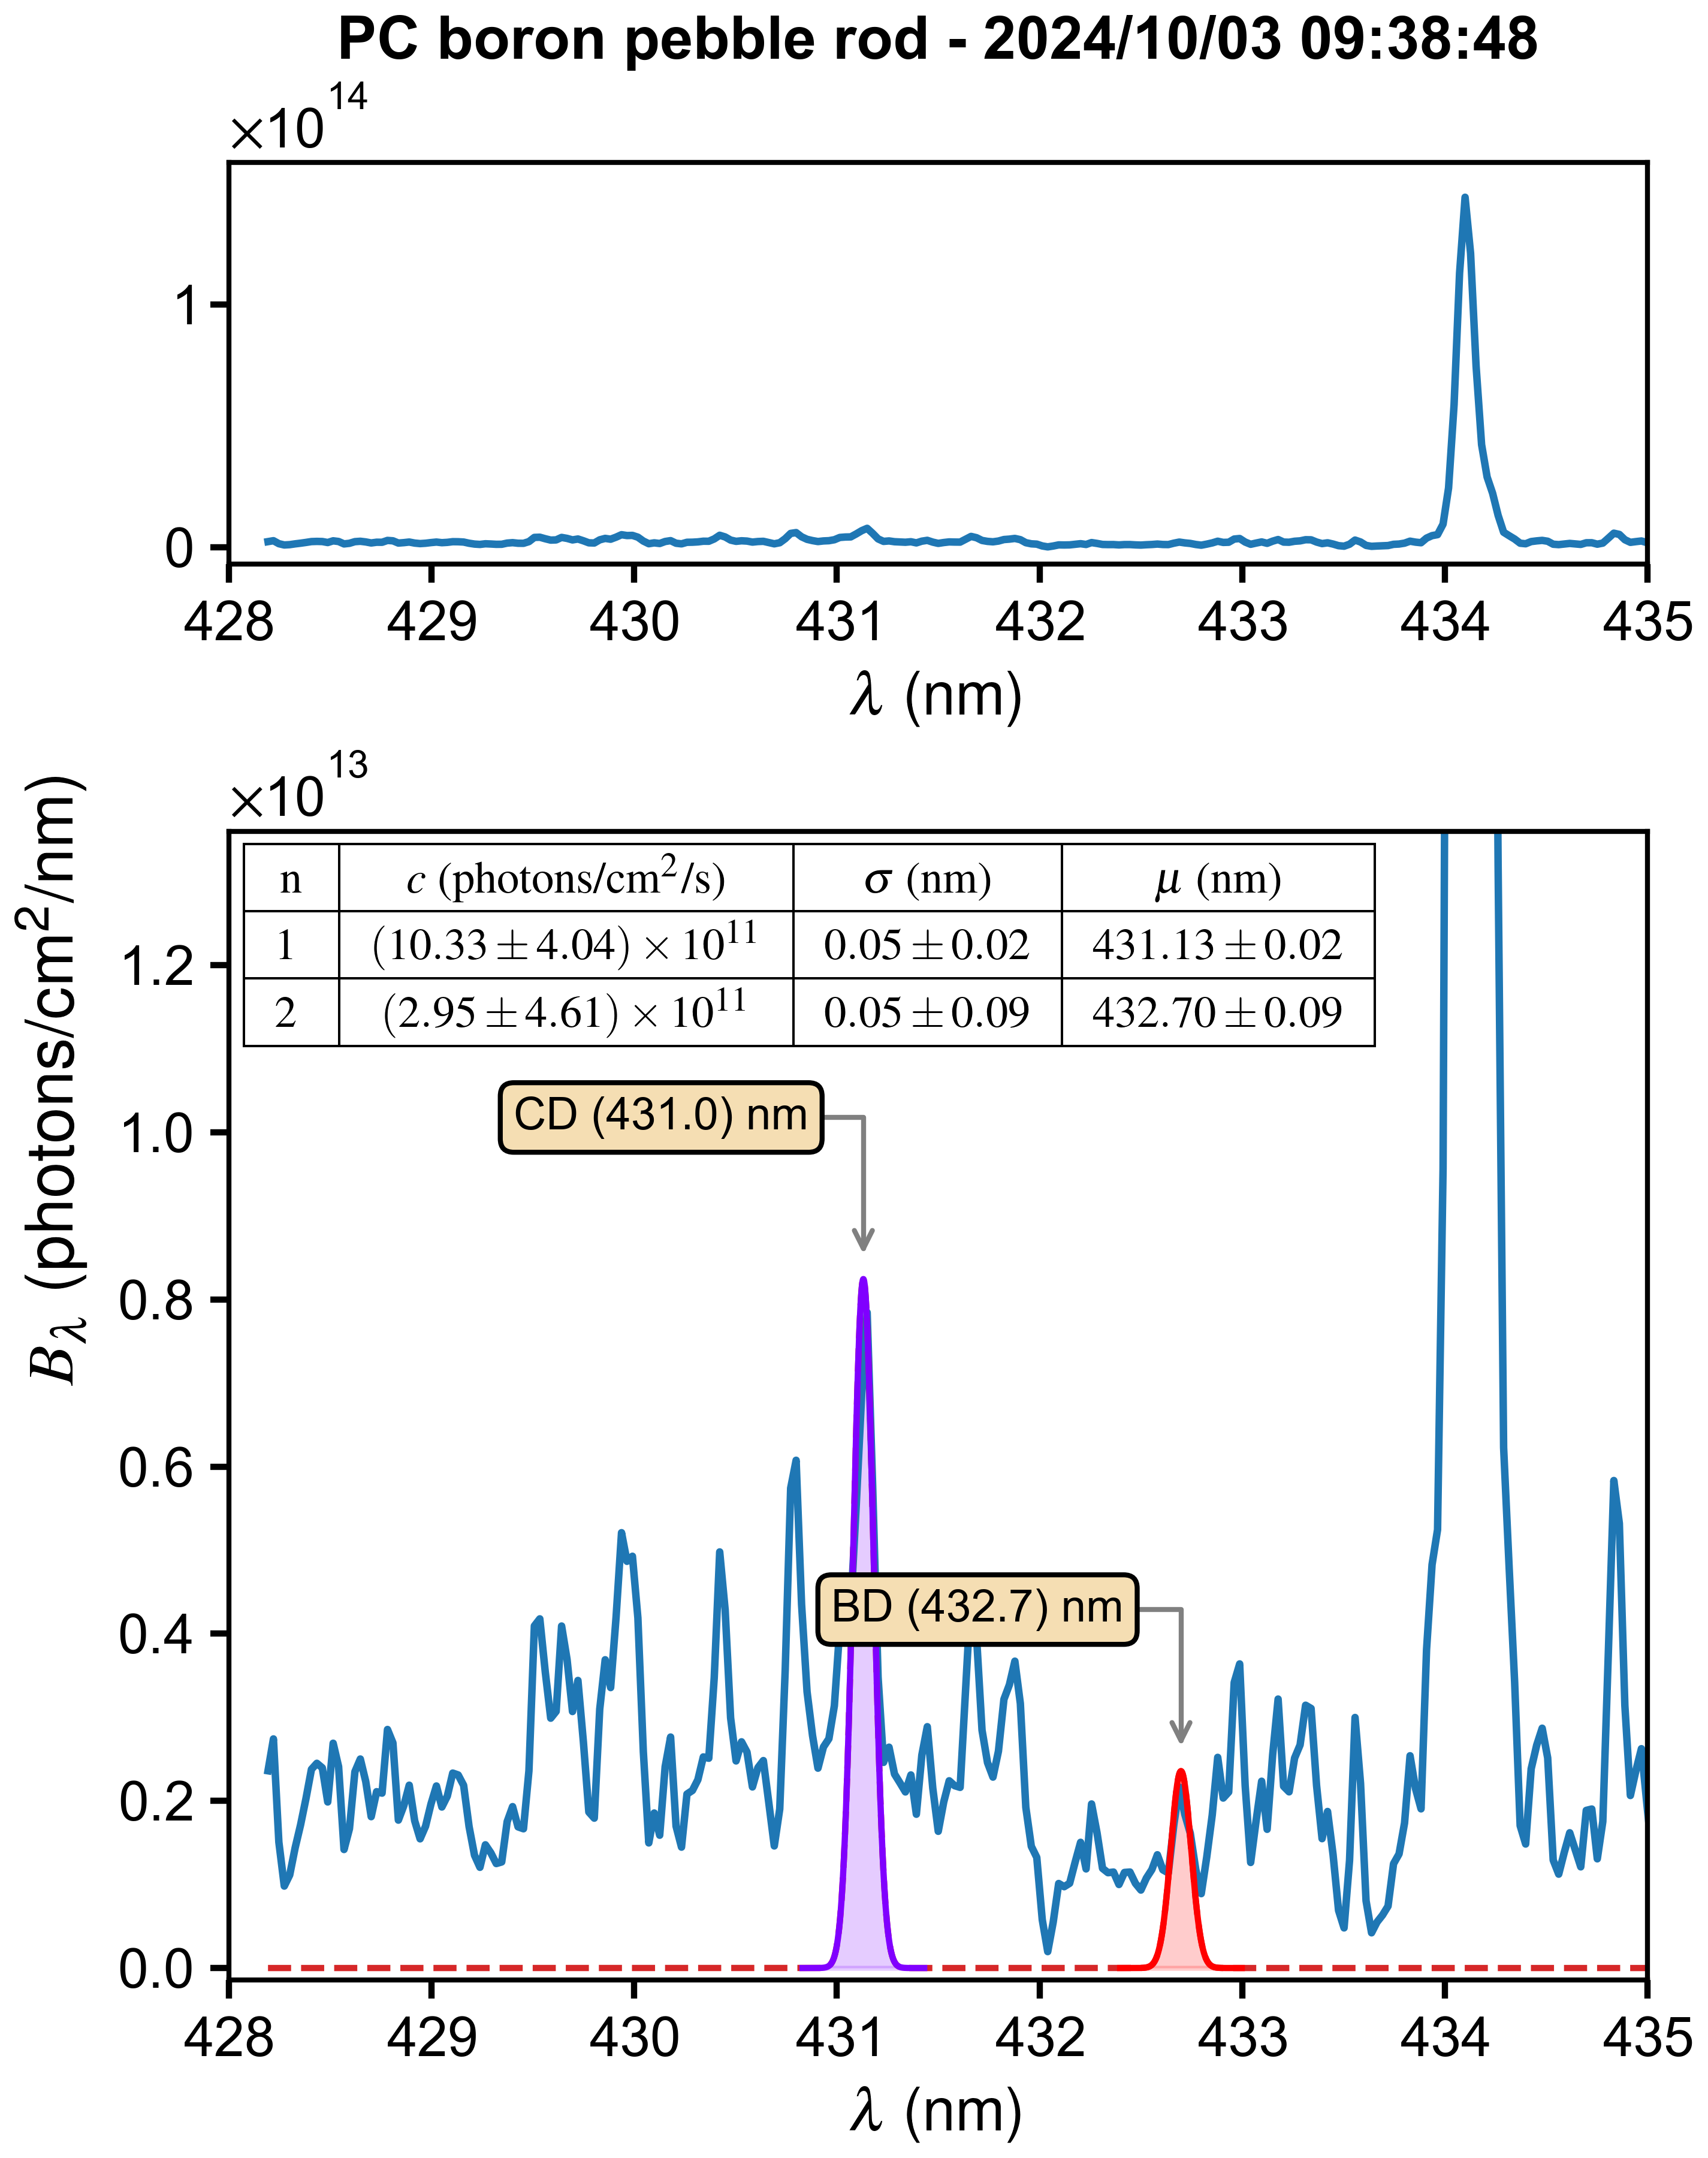 PC boron pebble rod - 2024/10/03 09:38:48
×10^14
1
0
428 429 430 431 432 433 434 435
λ (nm)
×10^13
B_λ (photons/cm²/nm)
n c (photons/cm²/s) σ (nm) μ (nm)
1 (10.33 ± 4.04) × 10^11 0.05 ± 0.02 431.13 ± 0.02
2 (2.95 ± 4.61) × 10^11 0.05 ± 0.09 432.70 ± 0.09
1.2
CD (431.0) nm
1.0
0.8
0.6
BD (432.7) nm
0.4
0.2
0.0
428 429 430 431 432 433 434 435
λ (nm)